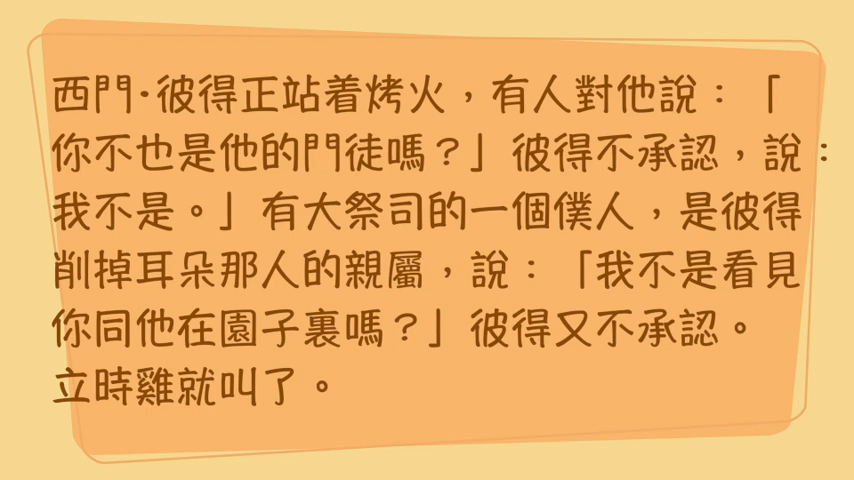 西門·彼得正站着烤火，有人對他說：「
你不也是他的門徒嗎？」彼得不承認，說：
我不是。」有大祭司的一個僕人，是彼得
削掉耳朵那人的親屬，說：「我不是看見
你同他在園子裏嗎？」彼得又不承認。
立時雞就叫了。